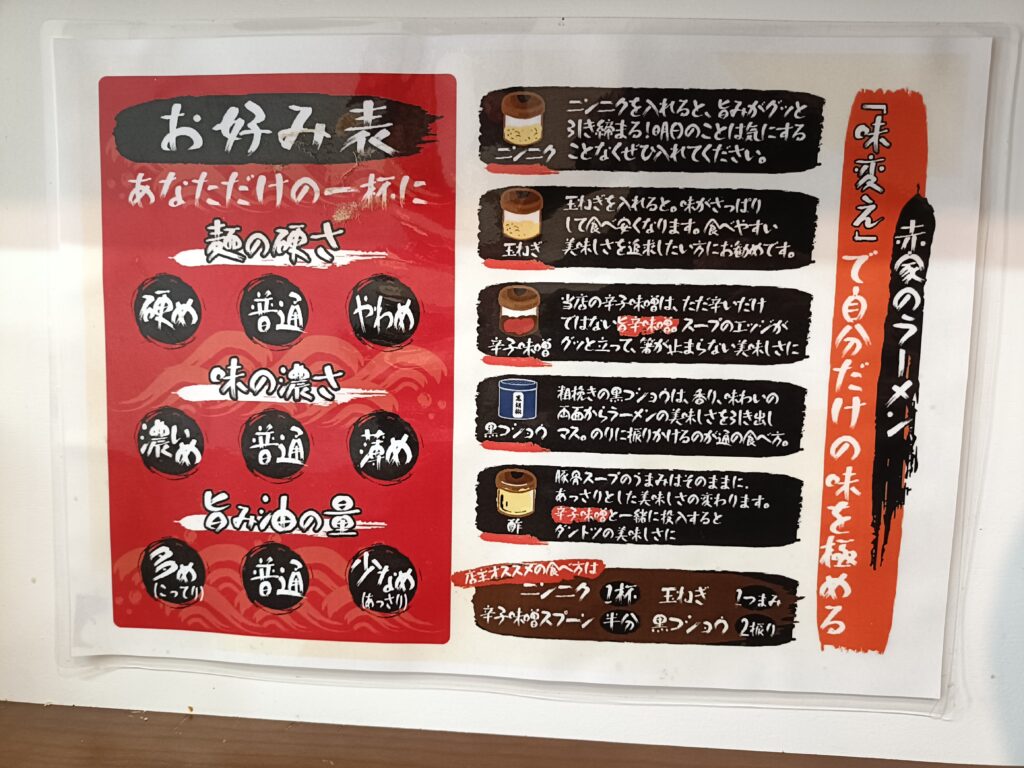 お好み表
あなただけの一杯に
麺の硬さ
硬め 普通 やわめ
味の濃さ
濃いめ 普通 薄め
旨み油の量
多め 普通 少なめ
(こってり) (あっさり)
赤家のラーメン
「味変え」で自分だけの味を極める
ニンニク
ニンニクを入れると、旨みがグッと
引き締まる!明日のことは気にする
ことなくぜひ入れてください。
玉ねぎ
玉ねぎを入れると。味がさっぱり
して食べ安くなります。食べやすい
美味しさを追求したい方にお勧めです。
辛子味噌
当店の辛子味噌は、ただ辛いだけ
ではない旨辛味噌。スープのエッジが
グッと立って、箸が止まらない美味しさに
黒胡椒
黒コショウ
粗挽きの黒コショウは、香り、味わいの
両面からラーメンの美味しさを引き出し
マス。のりに振りかけるのが通の食べ方。
酢
豚骨スープのうまみはそのままに、
あっさりとした美味しさの変わります。
辛子味噌と一緒に投入すると
ダントツの美味しさに
店主オススメの食べ方は
ニンニク 1杯 玉ねぎ 1つまみ
辛子味噌スプーン 半分 黒コショウ 2振り